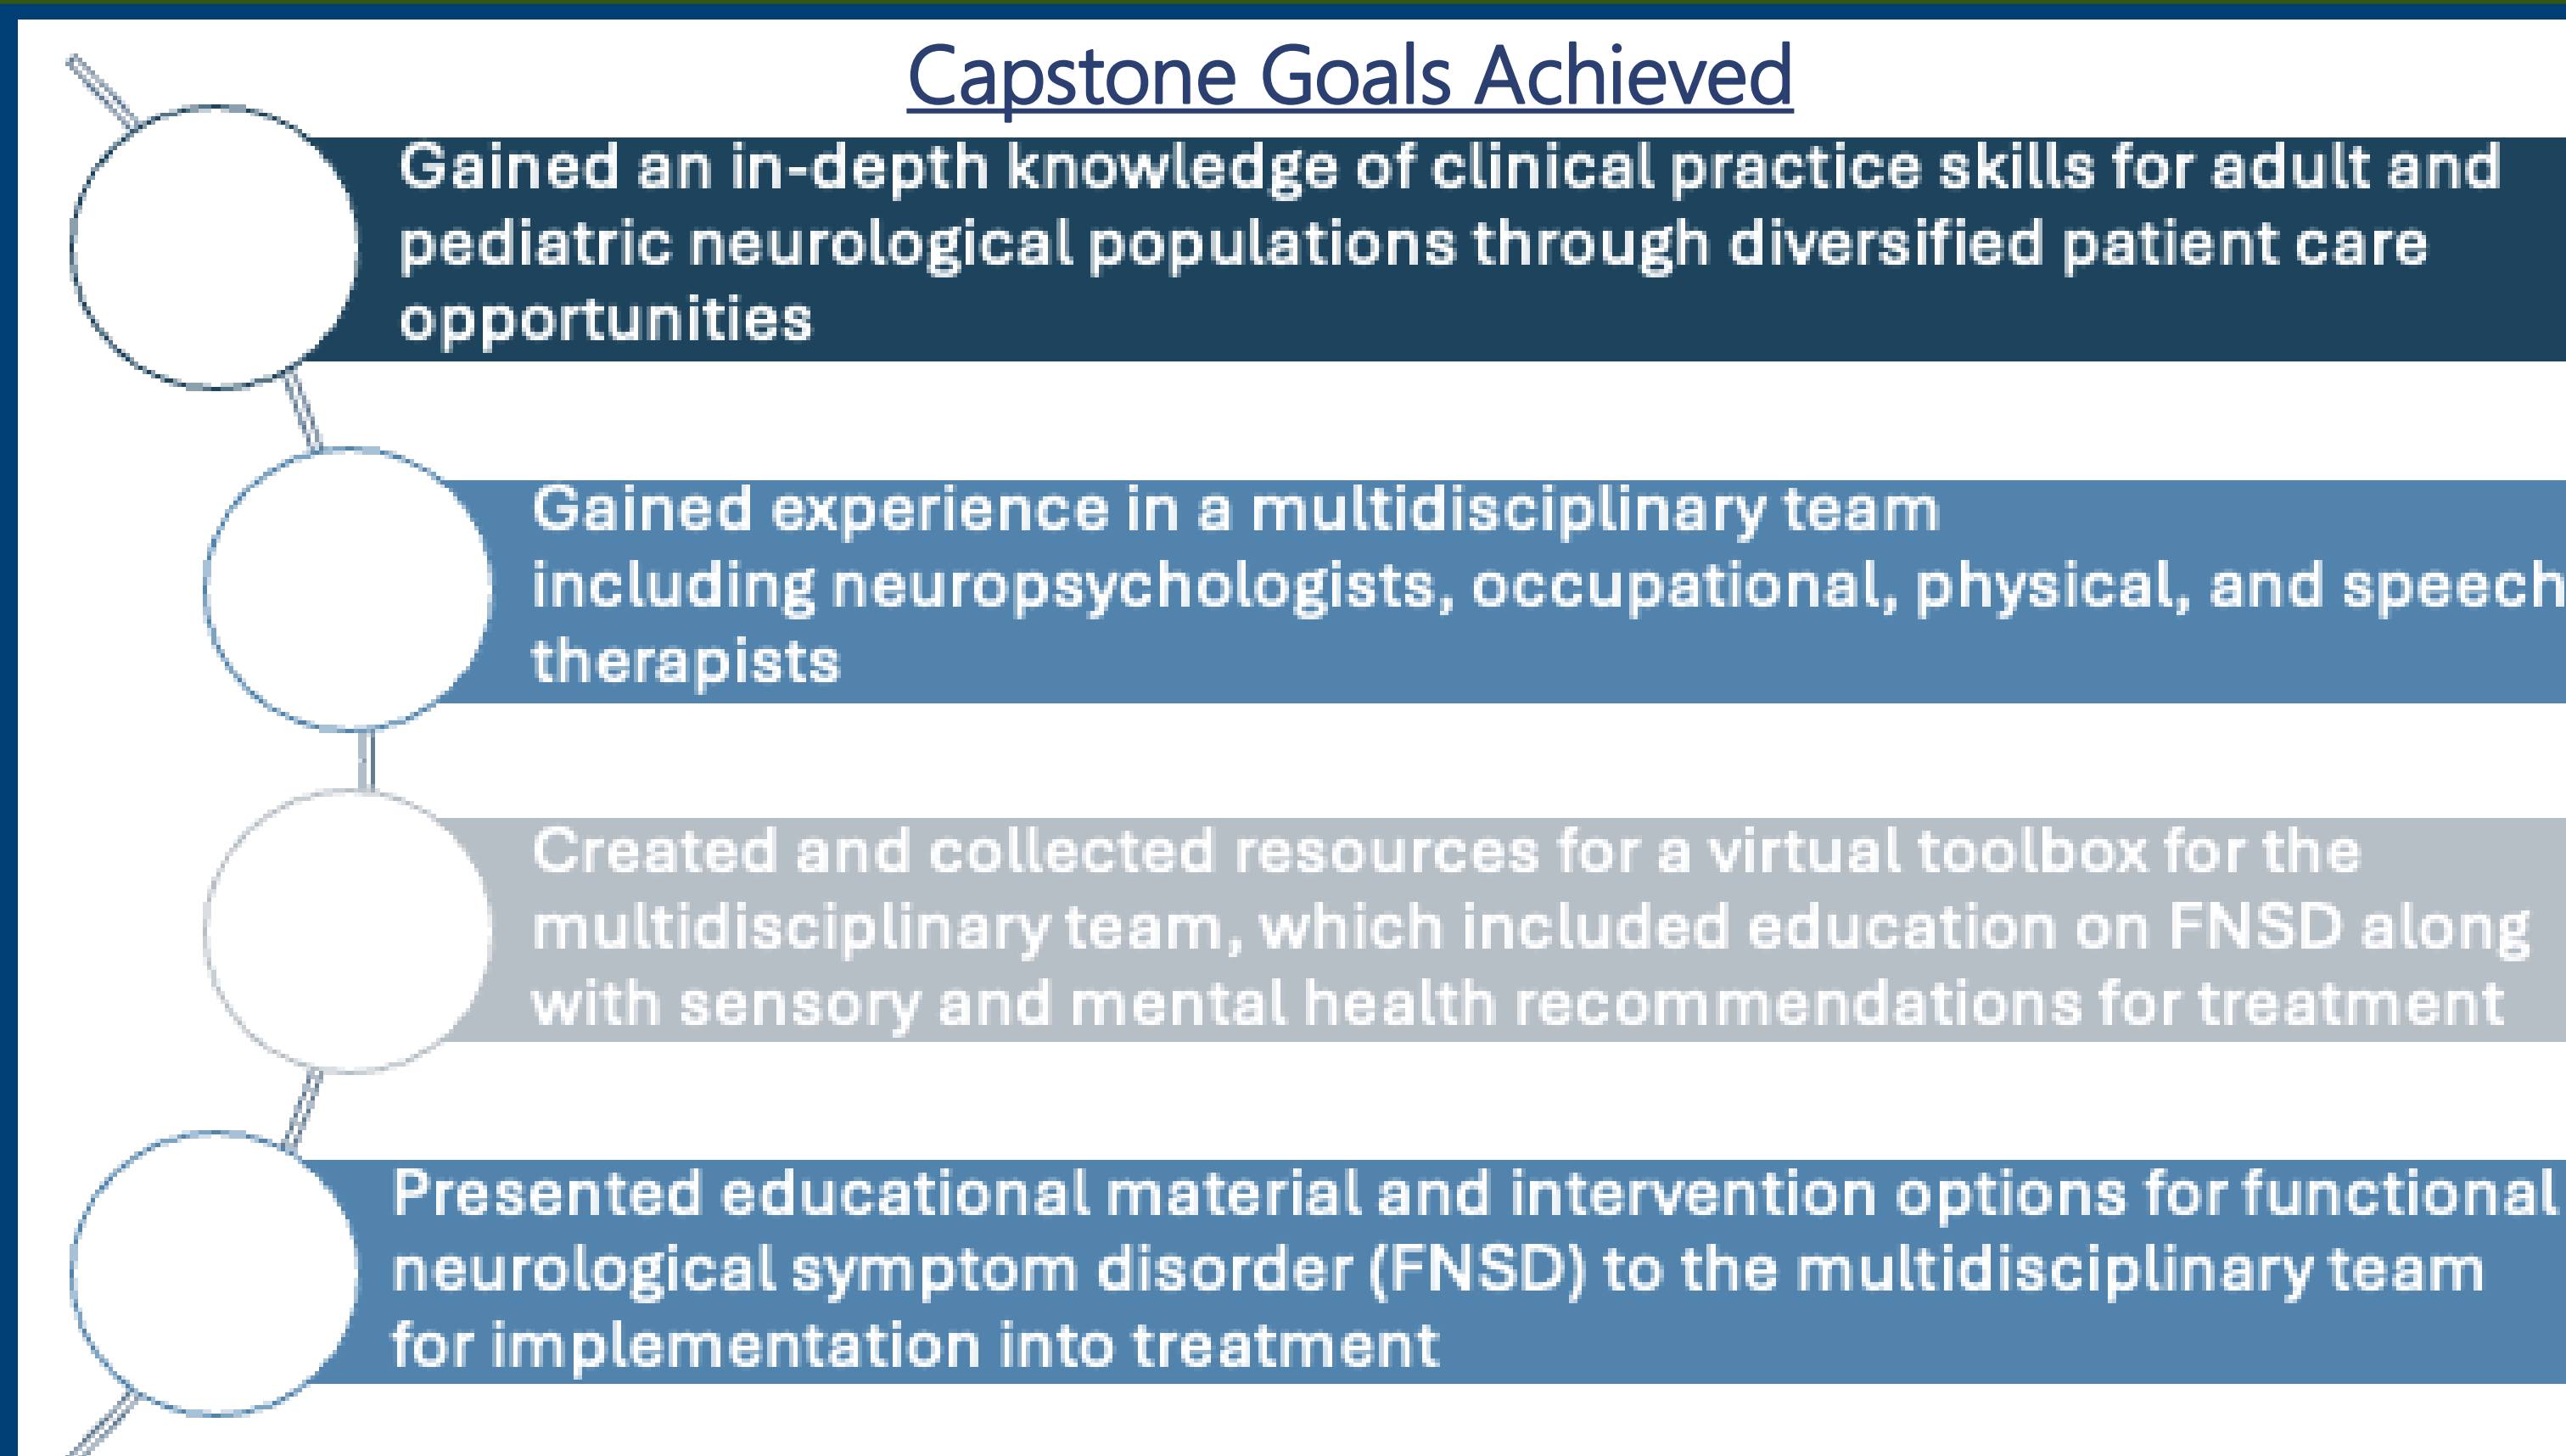 Capstone Goals Achieved
Gained an in-depth knowledge of clinical practice skills for adult and
pediatric neurological populations through diversified patient care
opportunities
Gained experience in a multidisciplinary team
including neuropsychologists, occupational, physical, and speech
therapists
Created and collected resources for a virtual toolbox for the
multidisciplinary team, which included education on FNSD along
with sensory and mental health recommendations for treatment
Presented educational material and intervention options for functional
neurological symptom disorder (FNSD) to the multidisciplinary team
for implementation into treatment